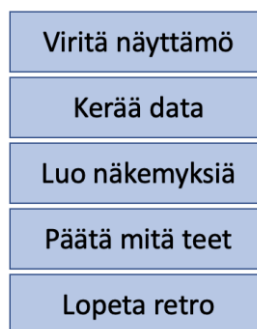 Viritä näyttämö
Kerää data
Luo näkemyksiä
Päätä mitä teet
Lopeta retro